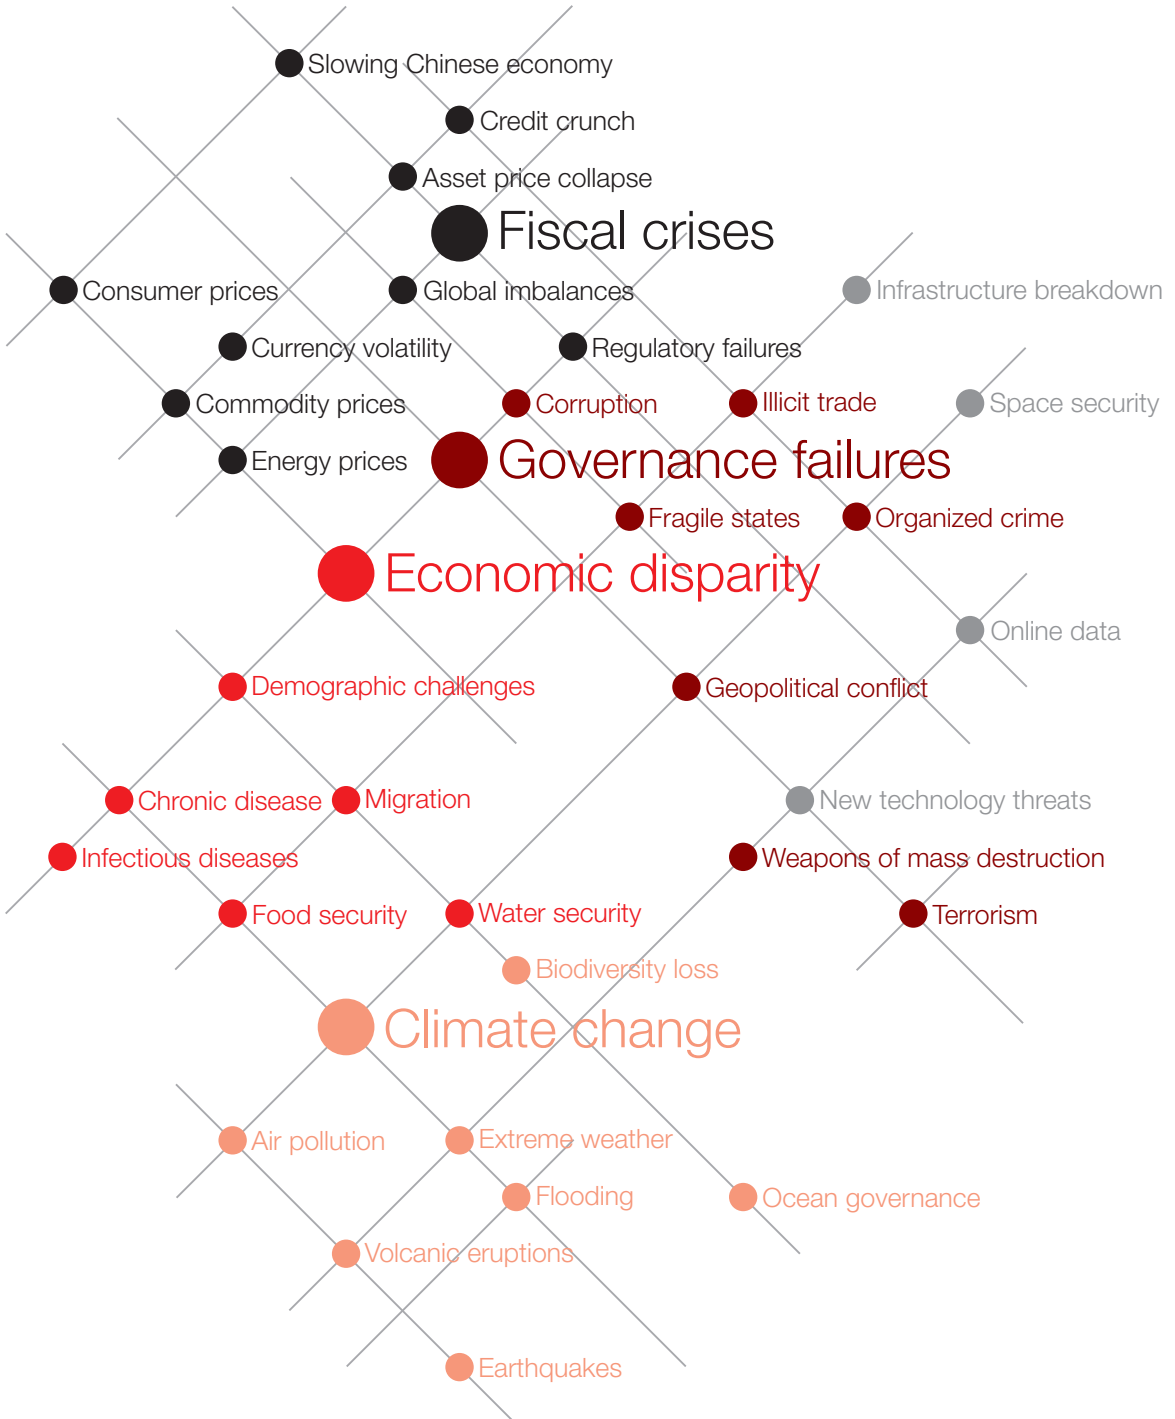 Slowing Chinese economy
Credit crunch
Asset price collapse
Fiscal crises
Consumer prices
Global imbalances
Infrastructure breakdown
Currency volatility
Regulatory failures
Commodity prices
Corruption
Illicit trade
Space security
Energy prices
Governance failures
Fragile states
Organized crime
Economic disparity
Online data
Demographic challenges
Geopolitical conflict
Chronic disease
Migration
New technology threats
Infectious diseases
Weapons of mass destruction
Food security
Water security
Terrorism
Biodiversity loss
Climate change
Air pollution
Extreme weather
Flooding
Ocean governance
Volcanic eruptions
Earthquakes